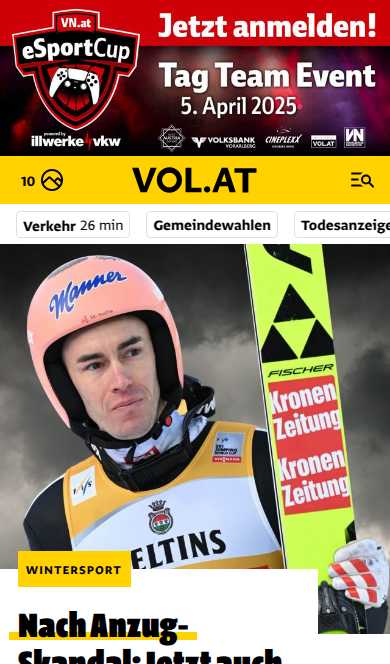 VN.at
eSportCup
powered by
illwerke vkw
Jetzt anmelden!
Tag Team Event
5. April 2025
VOLKSBANK
VORARLBERG
CINEPLEXX
VOL.AT
VN
10
VOL.AT
Verkehr 26 min
Gemeindewahlen
Todesanzeige
Manner
FISCHER
Kronen
Zeitung
Kronen
Zeitung
F/I/S
ELTINS
WINTERSPORT
Nach Anzug-
Skandal: Jetzt auch